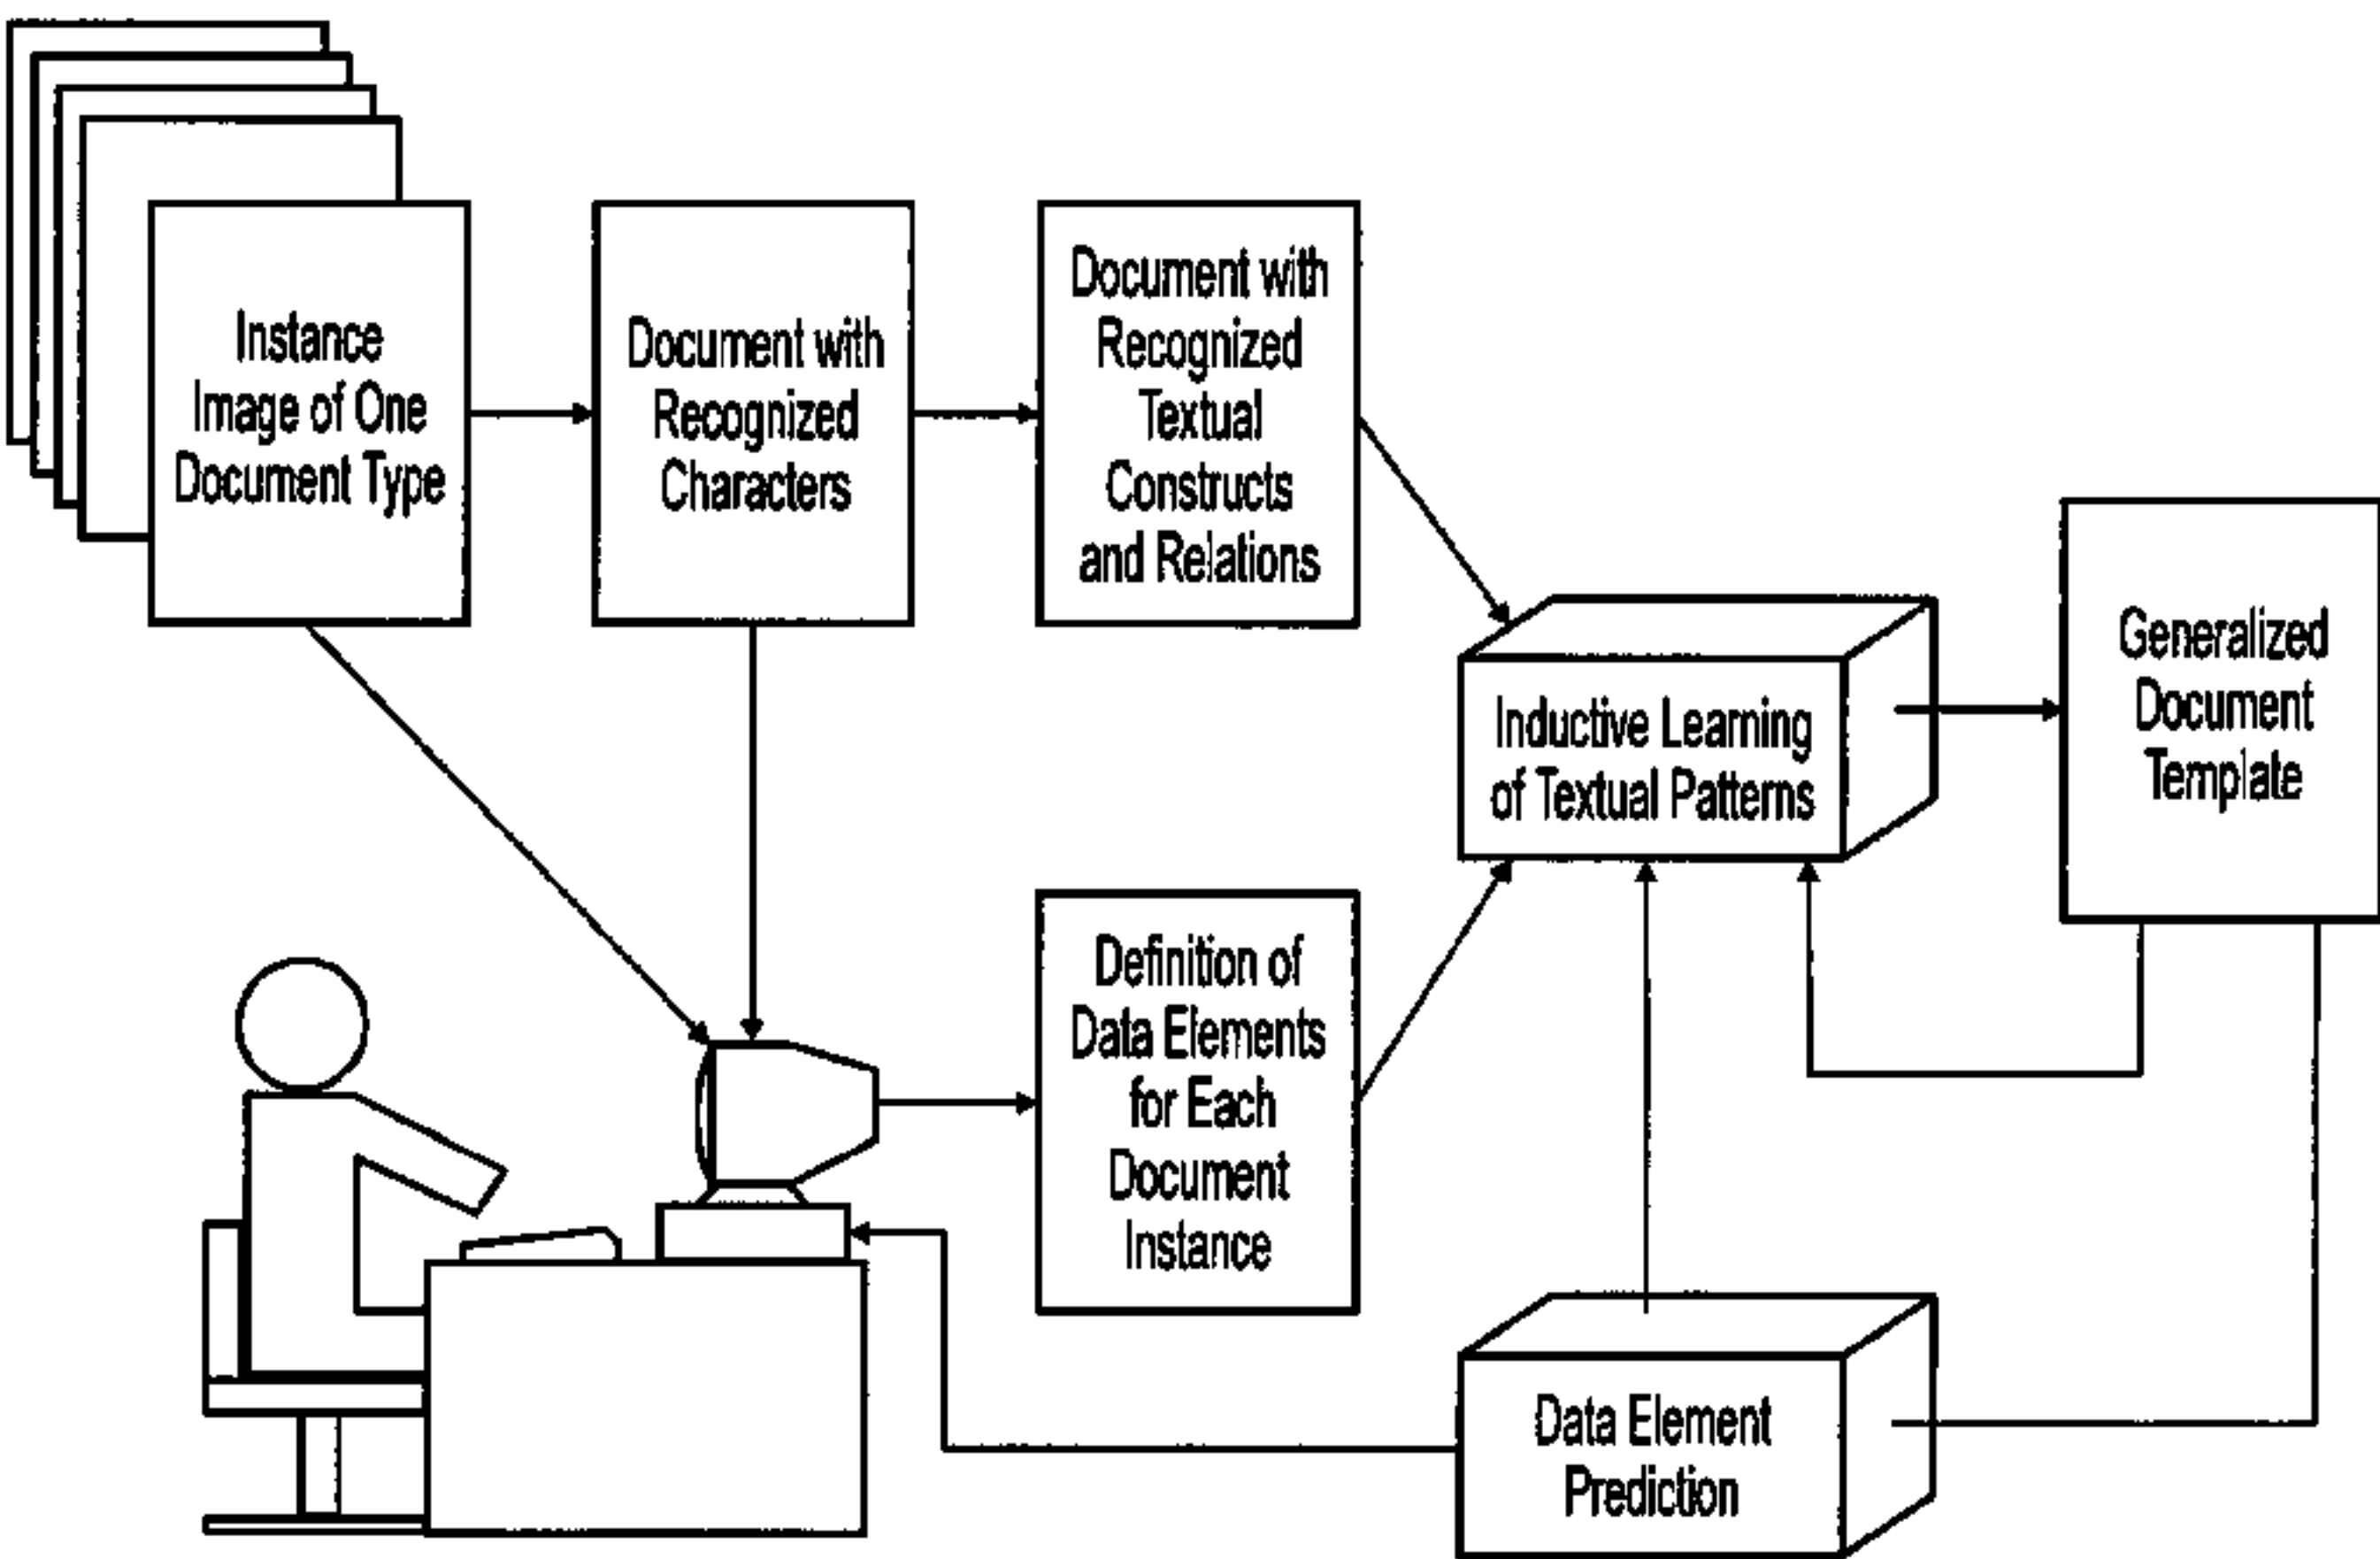 Instance
Image of One
Document Type
Document with
Recognized
Characters
Document with
Recognized
Textual
Constructs
and Relations
Inductive Learning
of Textual Patterns
Generalized
Document
Template
Definition of
Data Elements
for Each
Document
Instance
Data Element
Prediction